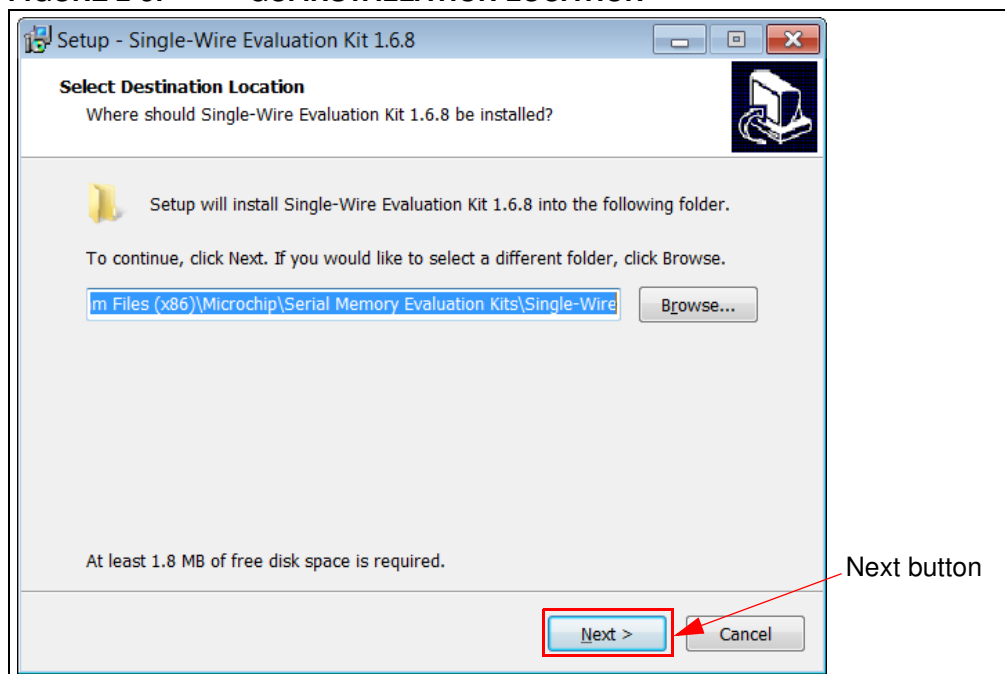 Setup - Single-Wire Evaluation Kit 1.6.8
Select Destination Location
Where should Single-Wire Evaluation Kit 1.6.8 be installed?
Setup will install Single-Wire Evaluation Kit 1.6.8 into the following folder.
To continue, click Next. If you would like to select a different folder, click Browse.
m Files (x86)\Microchip\Serial Memory Evaluation Kits\Single-Wire
Browse...
At least 1.8 MB of free disk space is required.
Next button
Next >
Cancel